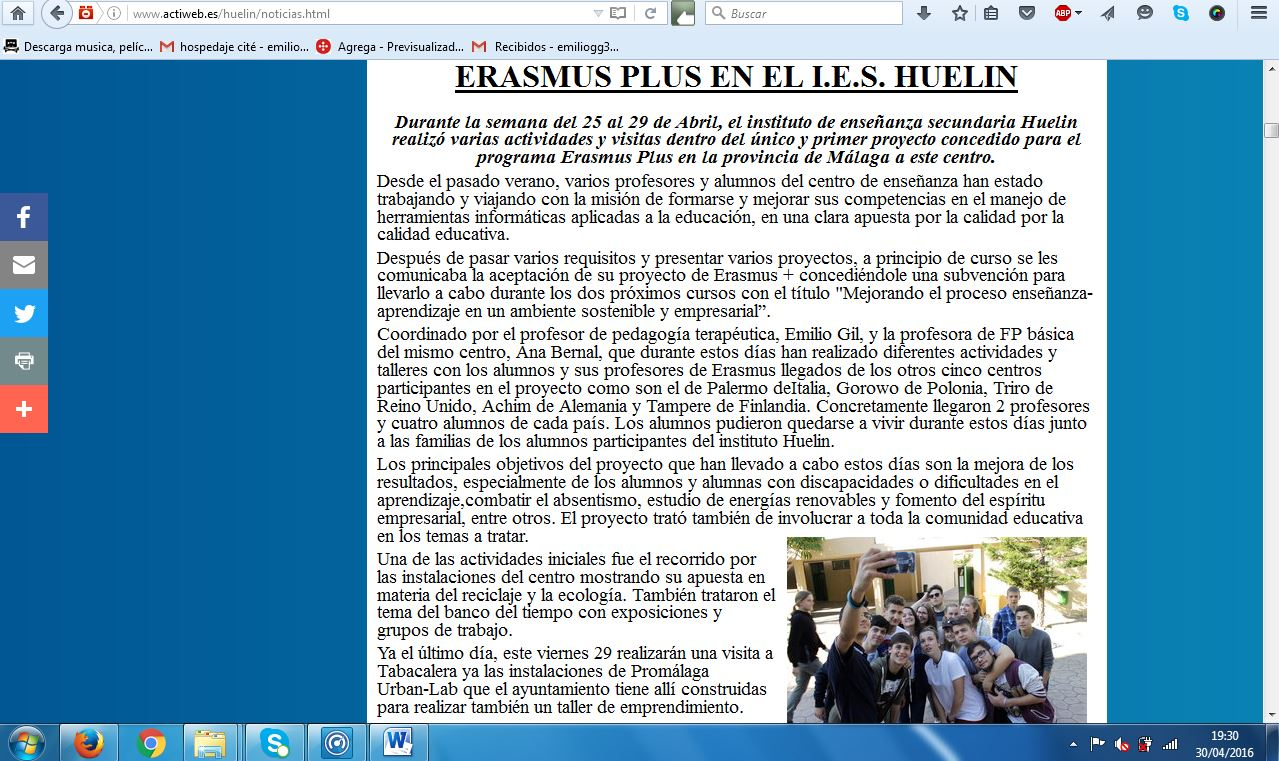 www.actiweb.es/huelin/noticias.html
Buscar
ABP
Descarga musica, pelíc...
hospedaje cité - emilio...
Agrega - Previsualizad...
Recibidos - emiliogg3...
ERASMUS PLUS EN EL I.E.S. HUELIN
Durante la semana del 25 al 29 de Abril, el instituto de enseñanza secundaria Huelin
realizó varias actividades y visitas dentro del único y primer proyecto concedido para el
programa Erasmus Plus en la provincia de Málaga a este centro.
Desde el pasado verano, varios profesores y alumnos del centro de enseñanza han estado
trabajando y viajando con la misión de formarse y mejorar sus competencias en el manejo de
herramientas informáticas aplicadas a la educación, en una clara apuesta por la calidad por la
calidad educativa.
Después de pasar varios requisitos y presentar varios proyectos, a principio de curso se les
comunicaba la aceptación de su proyecto de Erasmus + concediéndole una subvención para
llevarlo a cabo durante los dos próximos cursos con el título "Mejorando el proceso enseñanza-
aprendizaje en un ambiente sostenible y empresarial”.
Coordinado por el profesor de pedagogía terapéutica, Emilio Gil, y la profesora de FP básica
del mismo centro, Ana Bernal, que durante estos días han realizado diferentes actividades y
talleres con los alumnos y sus profesores de Erasmus llegados de los otros cinco centros
participantes en el proyecto como son el de Palermo deItalia, Gorowo de Polonia, Triro de
Reino Unido, Achim de Alemania y Tampere de Finlandia. Concretamente llegaron 2 profesores
y cuatro alumnos de cada país. Los alumnos pudieron quedarse a vivir durante estos días junto
a las familias de los alumnos participantes del instituto Huelin.
Los principales objetivos del proyecto que han llevado a cabo estos días son la mejora de los
resultados, especialmente de los alumnos y alumnas con discapacidades o dificultades en el
aprendizaje,combatir el absentismo, estudio de energías renovables y fomento del espíritu
empresarial, entre otros. El proyecto trató también de involucrar a toda la comunidad educativa
en los temas a tratar.
Una de las actividades iniciales fue el recorrido por
las instalaciones del centro mostrando su apuesta en
materia del reciclaje y la ecología. También trataron el
tema del banco del tiempo con exposiciones y
grupos de trabajo.
Ya el último día, este viernes 29 realizarán una visita a
Tabacalera ya las instalaciones de Promálaga
Urban-Lab que el ayuntamiento tiene allí construidas
para realizar también un taller de emprendimiento.
19:30
30/04/2016